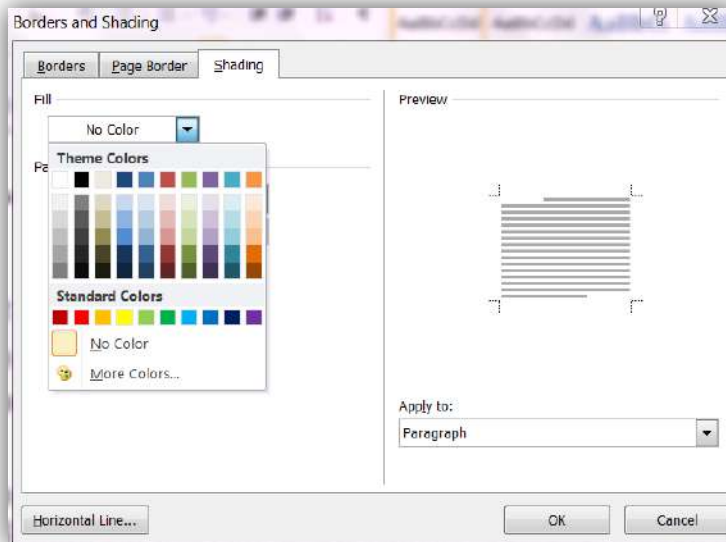 Borders and Shading
Borders
Page Border
Shading
Fill
No Color
Pa
Theme Colors
Standard Colors
No Color
More Colors...
Preview
Apply to:
Paragraph
Horizontal Line...
OK
Cancel